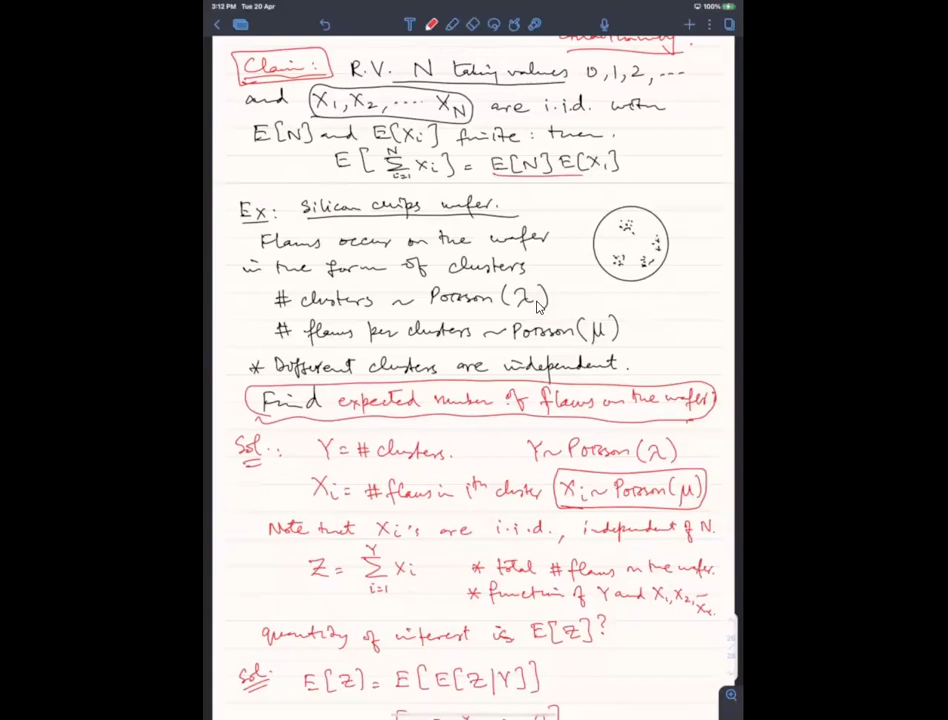 3:12 PM Tue 20 Apr
100%
Claim: R.V. N taking values 0, 1, 2, ...
and X₁, X₂, .... X_N are i.i.d. with
E[N] and E[Xi] finite: then.
E[ Σ_{i=1}^{N} Xi ] = E[N] E[X₁]
Ex: Silicon chips wafer.
Flaws occur on the wafer
in the form of clusters
# clusters ~ Poisson (λ)
# flaws per clusters ~ Poisson (μ)
* Different clusters are independent.
Find expected number of flaws on the wafer?
Sol.: Y = # clusters. Y ~ Poisson (λ)
Xi = # flaws in ith cluster Xi ~ Poisson (μ)
Note that Xi's are i.i.d., independent of N.
Z = Σ_{i=1}^{Y} Xi * total # flaws on the wafer.
* function of Y and X₁, X₂,
quantity of interest is E[Z]?
Sol. E[Z] = E[E[Z|Y]]